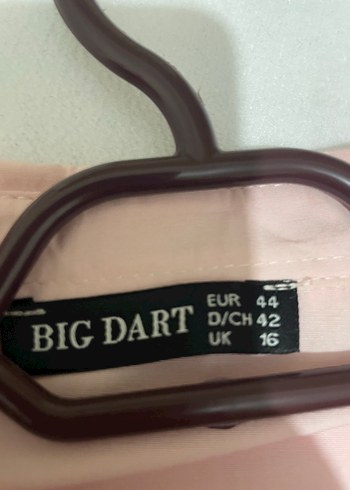 BIG DART
EUR 44
D/CH 42
UK 16